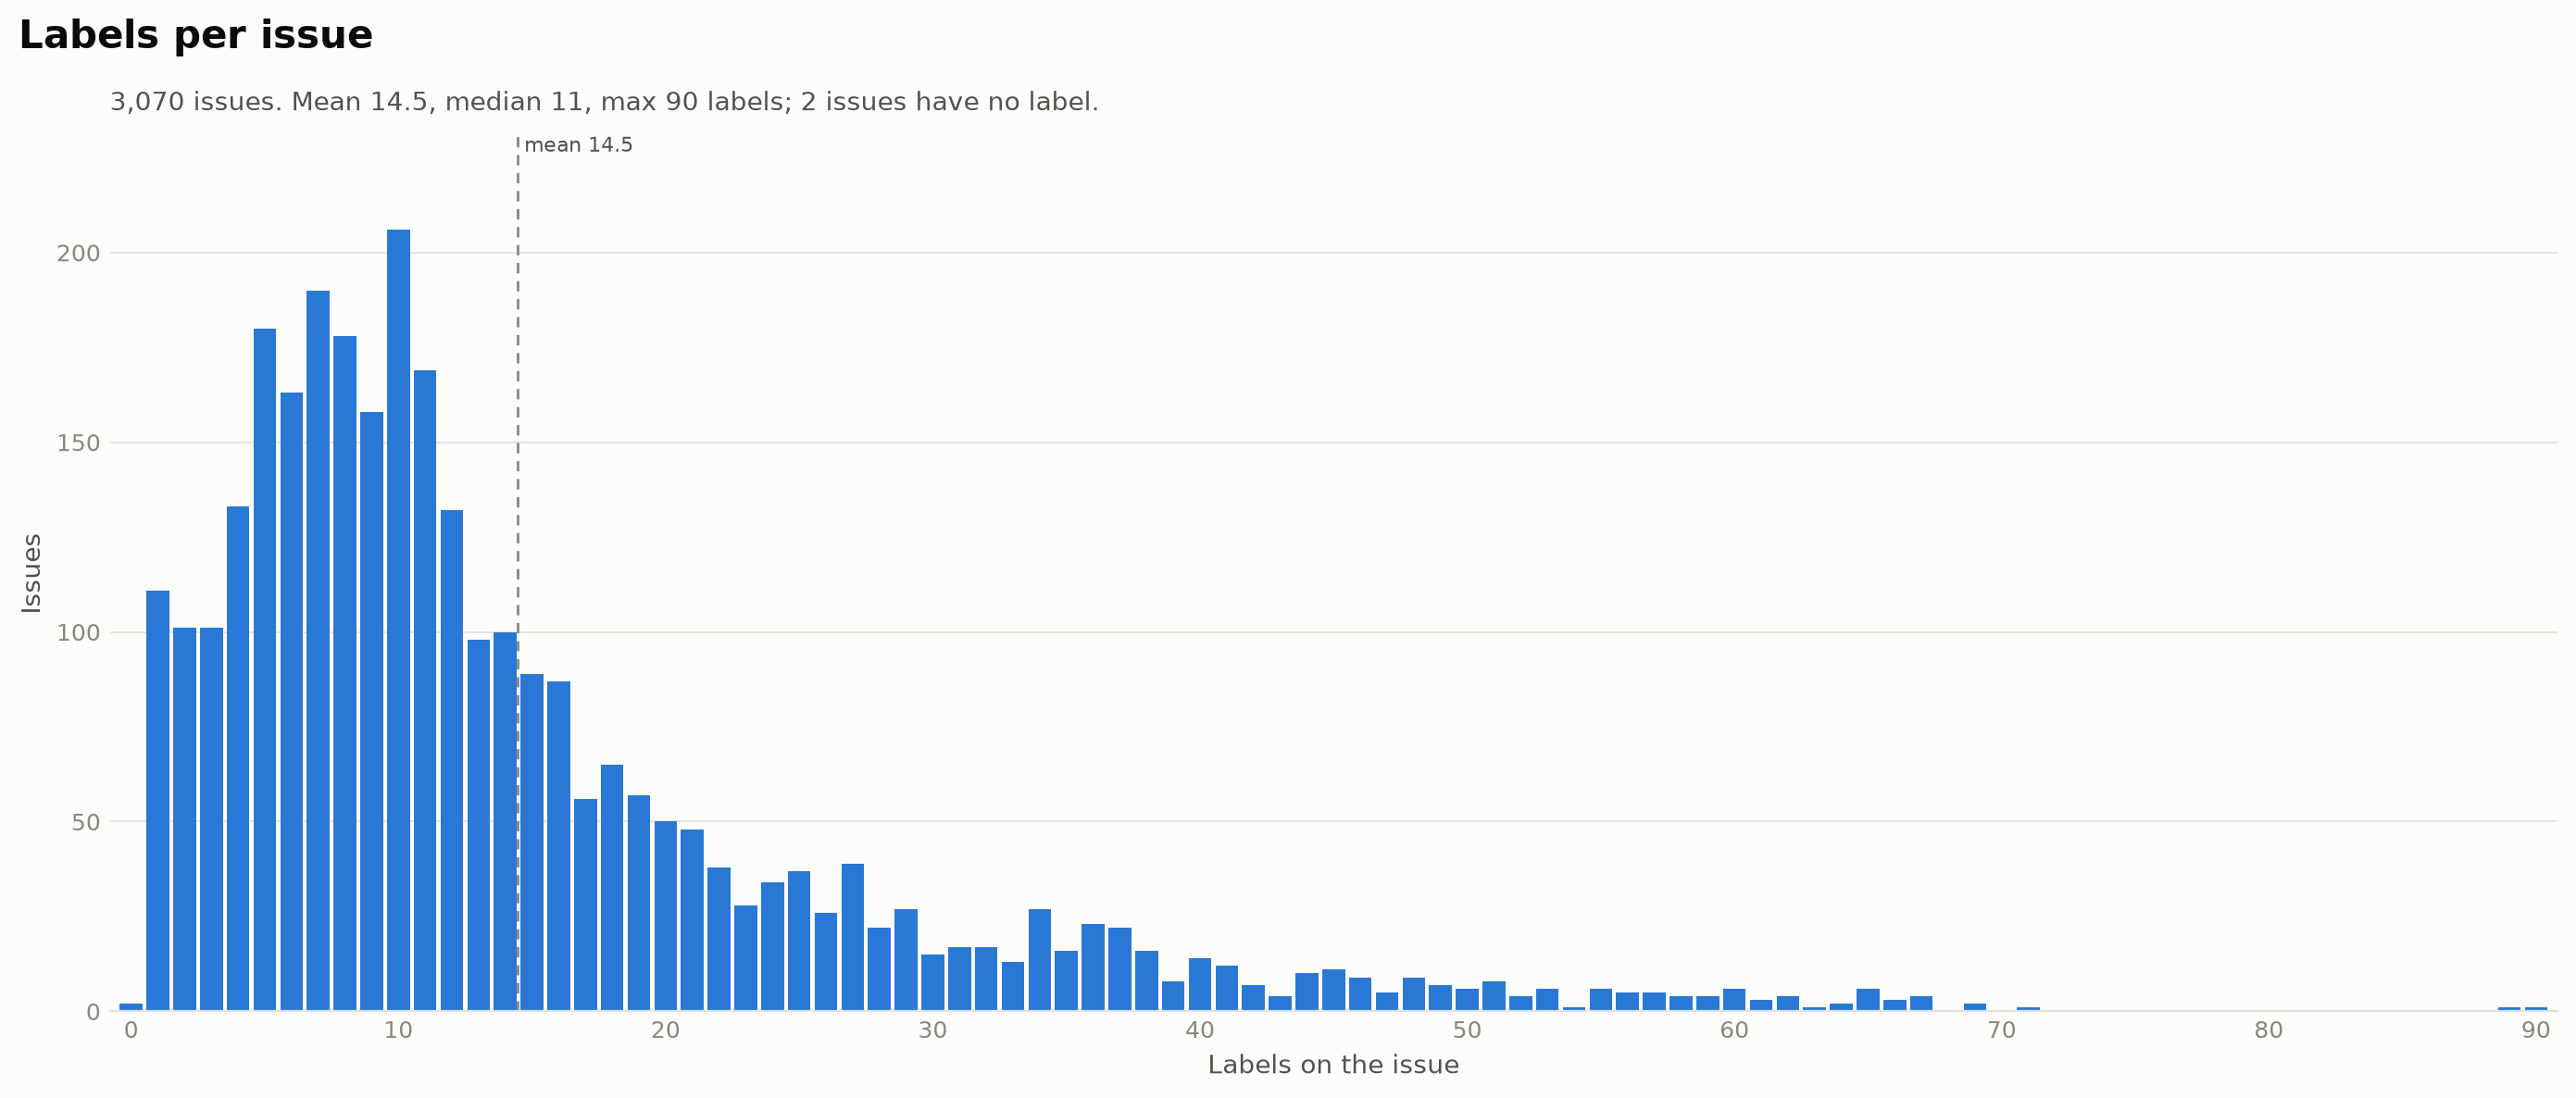 Labels per issue
3,070 issues. Mean 14.5, median 11, max 90 labels; 2 issues have no label.
mean 14.5
200
150
100
50
0
Issues
0 10 20 30 40 50 60 70 80 90
Labels on the issue